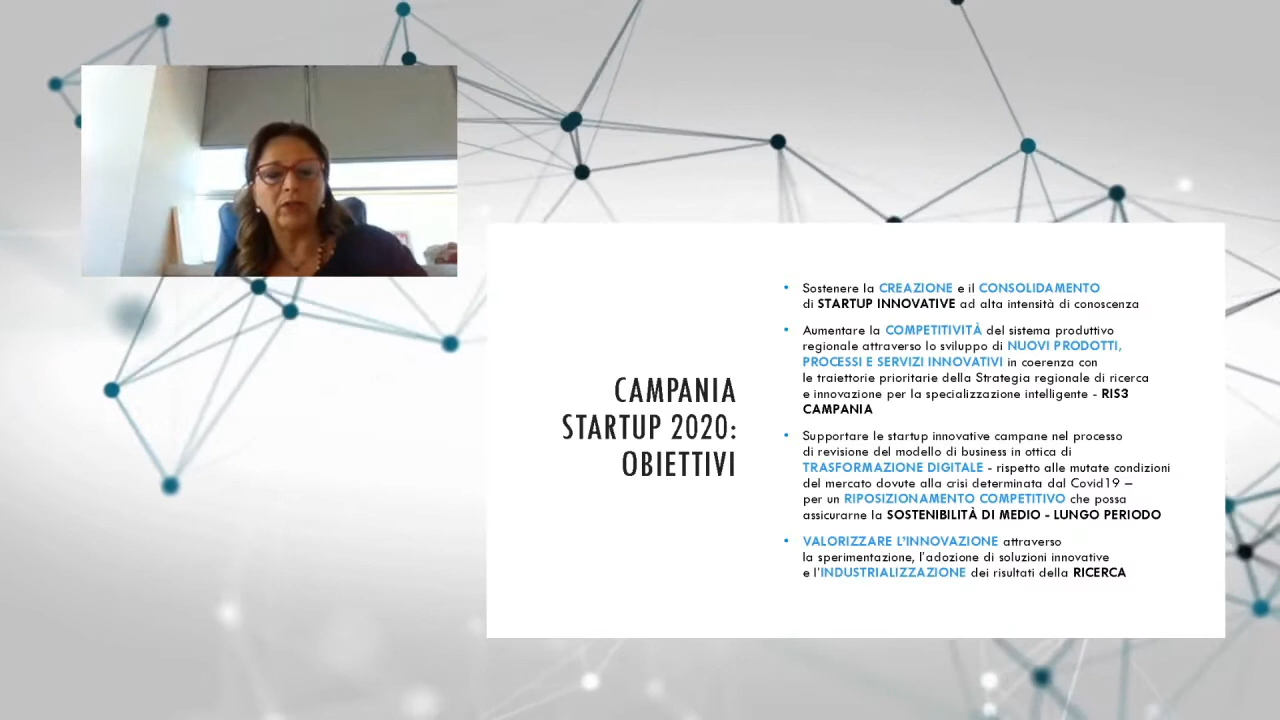 CAMPANIA
STARTUP 2020:
OBIETTIVI
• Sostenere la CREAZIONE e il CONSOLIDAMENTO
di STARTUP INNOVATIVE ad alta intensità di conoscenza
• Aumentare la COMPETITIVITÀ del sistema produttivo
regionale attraverso lo sviluppo di NUOVI PRODOTTI,
PROCESSI E SERVIZI INNOVATIVI in coerenza con
le traiettorie prioritarie della Strategia regionale di ricerca
e innovazione per la specializzazione intelligente - RIS3
CAMPANIA
• Supportare le startup innovative campane nel processo
di revisione del modello di business in ottica di
TRASFORMAZIONE DIGITALE - rispetto alle mutate condizioni
del mercato dovute alla crisi determinata dal Covid19 –
per un RIPOSIZIONAMENTO COMPETITIVO che possa
assicurarne la SOSTENIBILITÀ DI MEDIO - LUNGO PERIODO
• VALORIZZARE L'INNOVAZIONE attraverso
la sperimentazione, l'adozione di soluzioni innovative
e l'INDUSTRIALIZZAZIONE dei risultati della RICERCA